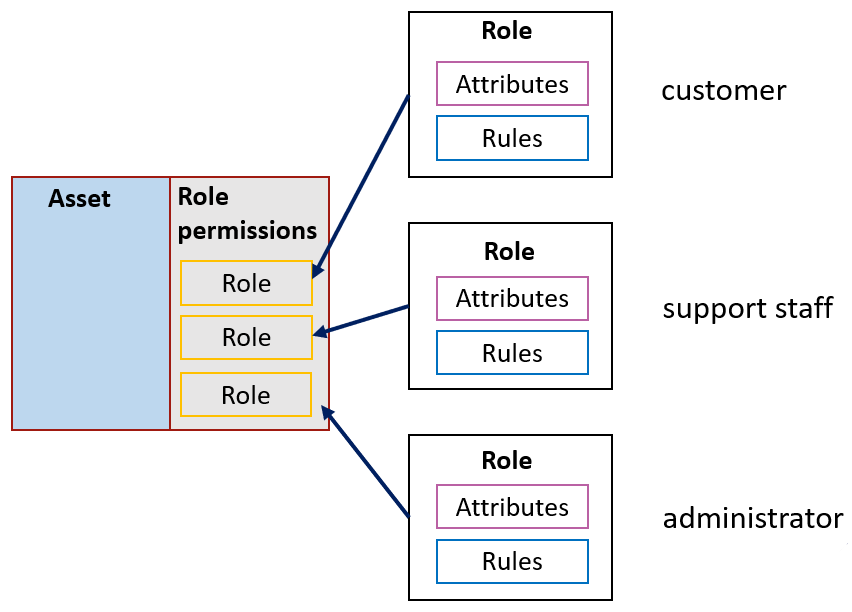 Role
Attributes
Rules
customer
Asset
Role
permissions
Role
Role
Role
Role
Attributes
Rules
support staff
Role
Attributes
Rules
administrator